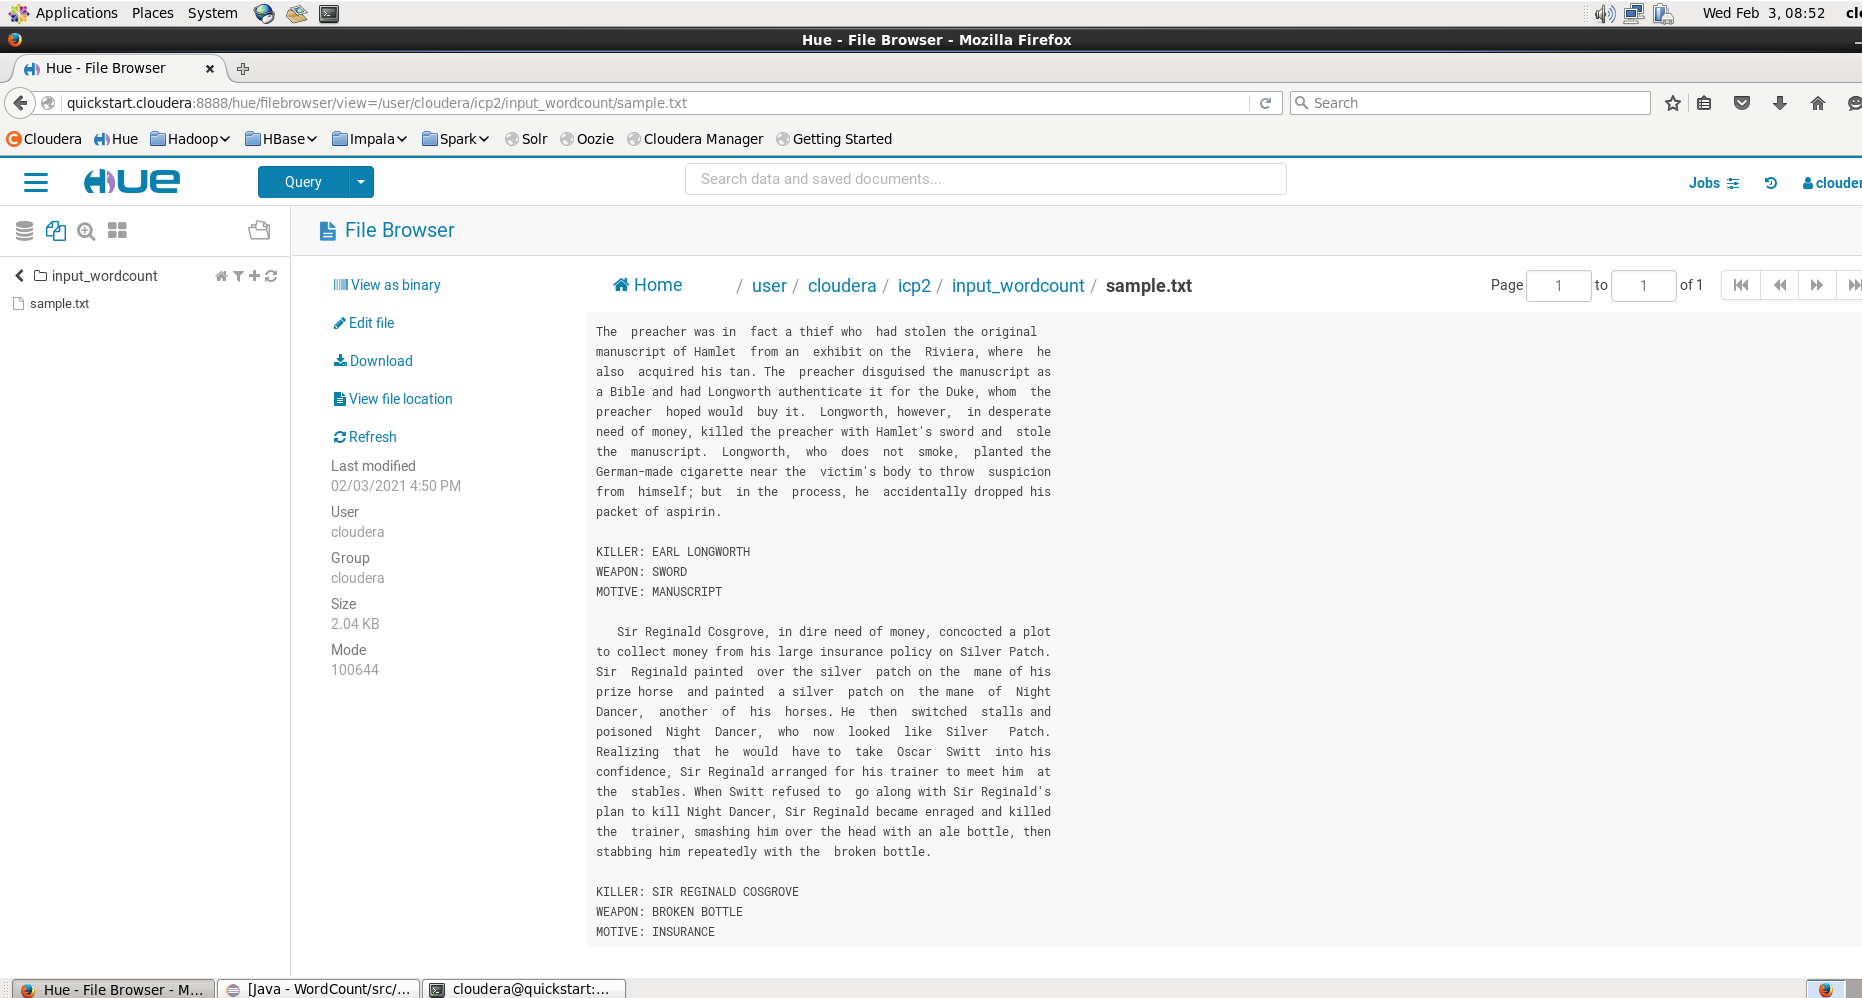 Applications Places System Wed Feb 3, 08:52 clo
Hue - File Browser - Mozilla Firefox
Hue - File Browser
quickstart.cloudera:8888/hue/filebrowser/view=/user/cloudera/icp2/input_wordcount/sample.txt Search
Cloudera Hue Hadoop HBase Impala Spark Solr Oozie Cloudera Manager Getting Started
HUE Query Search data and saved documents... Jobs clouder
File Browser
input_wordcount
sample.txt
View as binary
Edit file
Download
View file location
Refresh
Last modified
02/03/2021 4:50 PM
User
cloudera
Group
cloudera
Size
2.04 KB
Mode
100644
Home / user / cloudera / icp2 / input_wordcount / sample.txt Page 1 to 1 of 1
The  preacher was in  fact a thief who  had stolen the original
manuscript of Hamlet  from an  exhibit on the  Riviera, where  he
also  acquired his tan. The  preacher disguised the manuscript as
a Bible and had Longworth authenticate it for the Duke, whom  the
preacher  hoped would  buy it.  Longworth, however,  in desperate
need of money, killed the preacher with Hamlet's sword and  stole
the  manuscript.  Longworth,  who  does  not  smoke,  planted the
German-made cigarette near the  victim's body to throw  suspicion
from  himself; but  in the  process, he  accidentally dropped his
packet of aspirin.
KILLER: EARL LONGWORTH
WEAPON: SWORD
MOTIVE: MANUSCRIPT
Sir Reginald Cosgrove, in dire need of money, concocted a plot
to collect money from his large insurance policy on Silver Patch.
Sir  Reginald painted  over the silver  patch on the  mane of his
prize horse  and painted  a silver  patch on  the mane  of  Night
Dancer,  another  of  his  horses. He  then  switched  stalls and
poisoned  Night  Dancer,  who  now  looked  like  Silver   Patch.
Realizing  that  he  would  have to  take  Oscar  Switt  into his
confidence, Sir Reginald arranged for his trainer to meet him  at
the  stables. When Switt refused to  go along with Sir Reginald's
plan to kill Night Dancer, Sir Reginald became enraged and killed
the  trainer, smashing him over the head with an ale bottle, then
stabbing him repeatedly with the  broken bottle.
KILLER: SIR REGINALD COSGROVE
WEAPON: BROKEN BOTTLE
MOTIVE: INSURANCE
Hue - File Browser - M... [Java - WordCount/src/... cloudera@quickstart:...